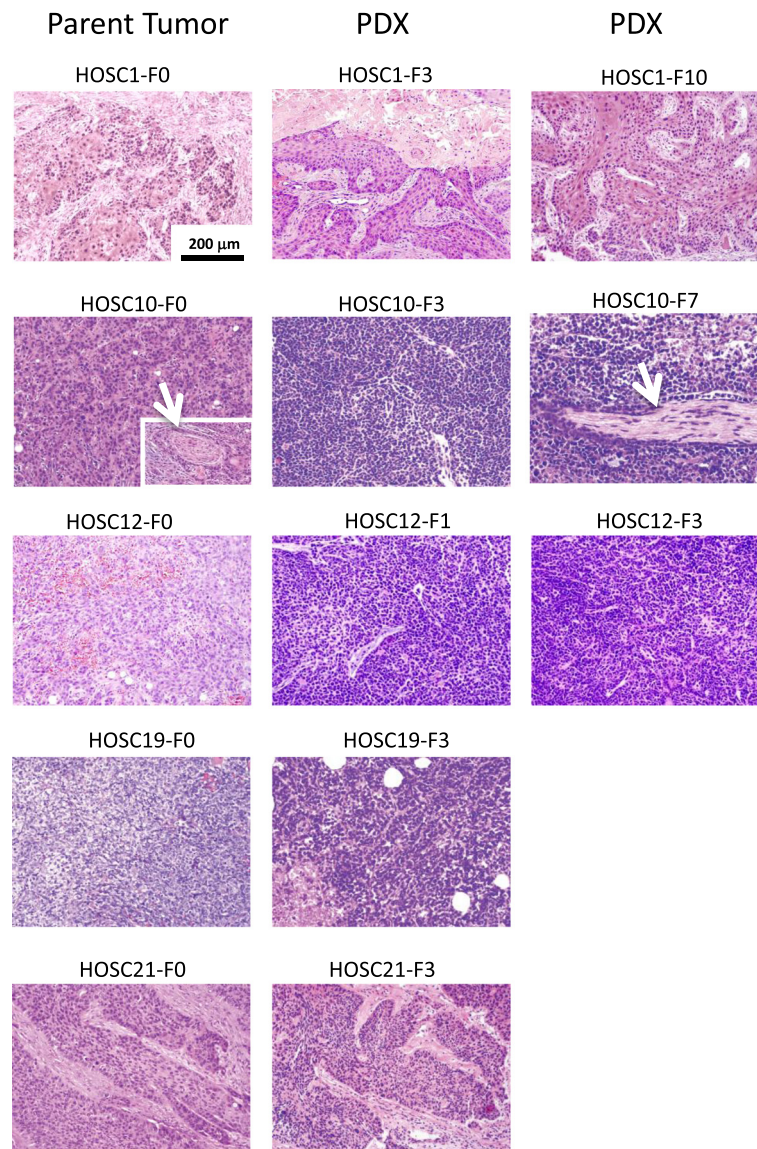 Parent Tumor PDX PDX
HOSC1-F0 HOSC1-F3 HOSC1-F10
200 μm
HOSC10-F0 HOSC10-F3 HOSC10-F7
HOSC12-F0 HOSC12-F1 HOSC12-F3
HOSC19-F0 HOSC19-F3
HOSC21-F0 HOSC21-F3